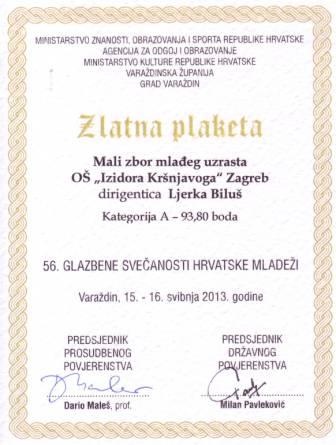 MINISTARSTVO ZNANOSTI, OBRAZOVANJA I SPORTA REPUBLIKE HRVATSKE
AGENCIJA ZA ODGOJ I OBRAZOVANJE
MINISTARSTVO KULTURE REPUBLIKE HRVATSKE
VARAŽDINSKA ŽUPANIJA
GRAD VARAŽDIN
Zlatna plaketa
Mali zbor mlađeg uzrasta
OŠ „Izidora Kršnjavoga" Zagreb
dirigentica Ljerka Biluš
Kategorija A – 93,80 boda
56. GLAZBENE SVEČANOSTI HRVATSKE MLADEŽI
Varaždin, 15. - 16. svibnja 2013. godine
PREDSJEDNIK
PROSUDBENOG
POVJERENSTVA
Dario Maleš, prof.
PREDSJEDNIK
DRŽAVNOG
POVJERENSTVA
Milan Pavleković